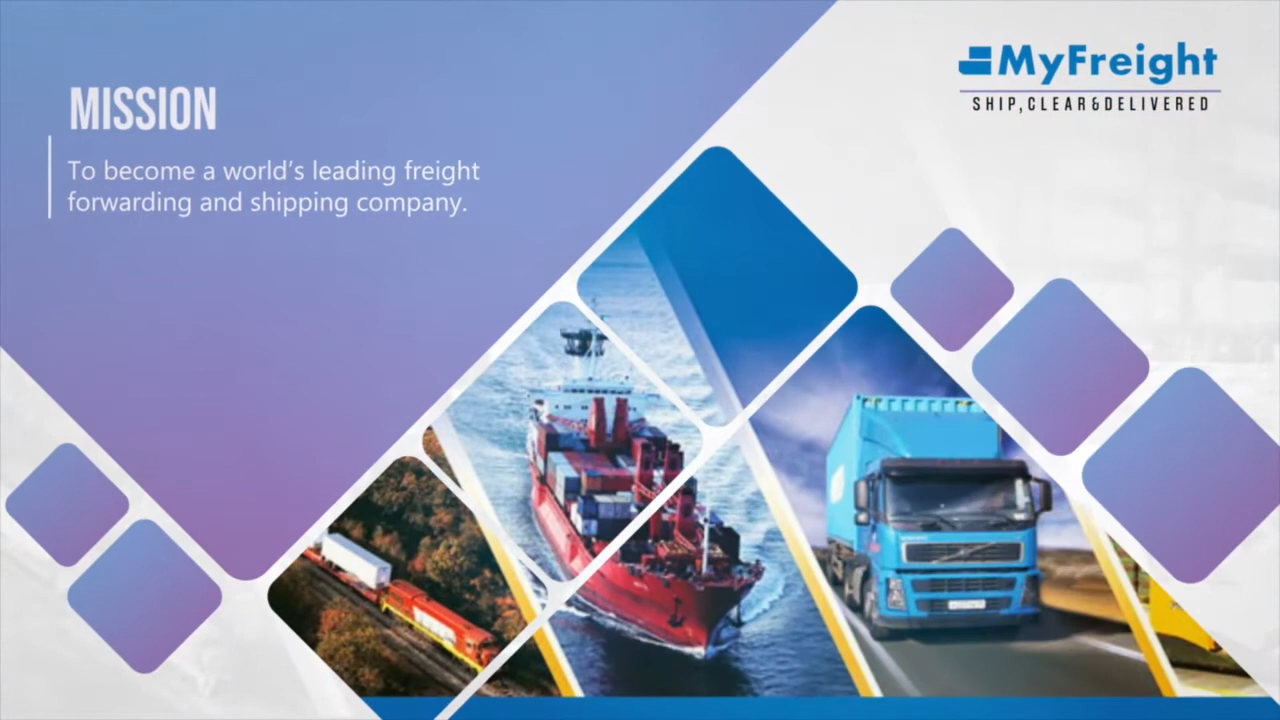 MISSION
To become a world's leading freight
forwarding and shipping company.
MyFreight
SHIP,CLEAR&DELIVERED